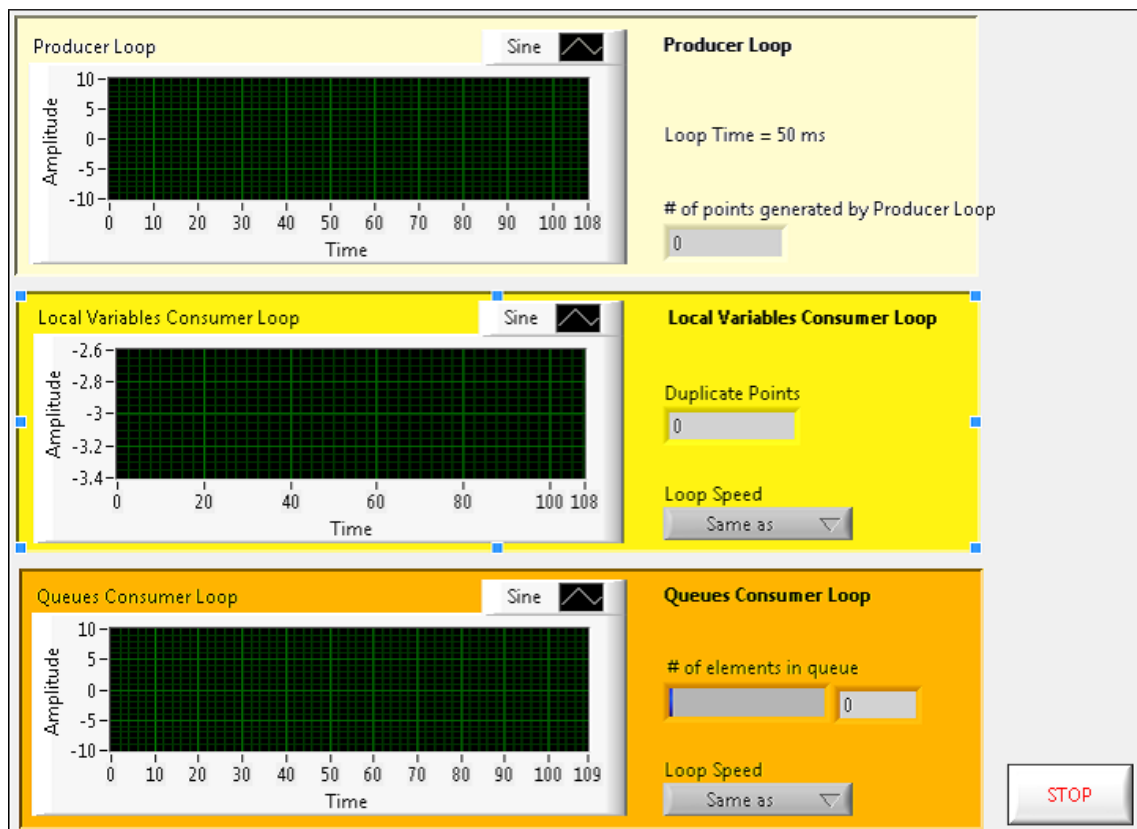 Producer Loop
Sine
Producer Loop
10
5
0
-5
-10
Amplitude
0 10 20 30 40 50 60 70 80 90 100 108
Time
Loop Time = 50 ms
# of points generated by Producer Loop
0
Local Variables Consumer Loop
Sine
Local Variables Consumer Loop
-2.6
-2.8
-3
-3.2
-3.4
Amplitude
0 20 40 60 80 100 108
Time
Duplicate Points
0
Loop Speed
Same as
Queues Consumer Loop
Sine
Queues Consumer Loop
10
5
0
-5
-10
Amplitude
0 10 20 30 40 50 60 70 80 90 100 109
Time
# of elements in queue
0
Loop Speed
Same as
STOP